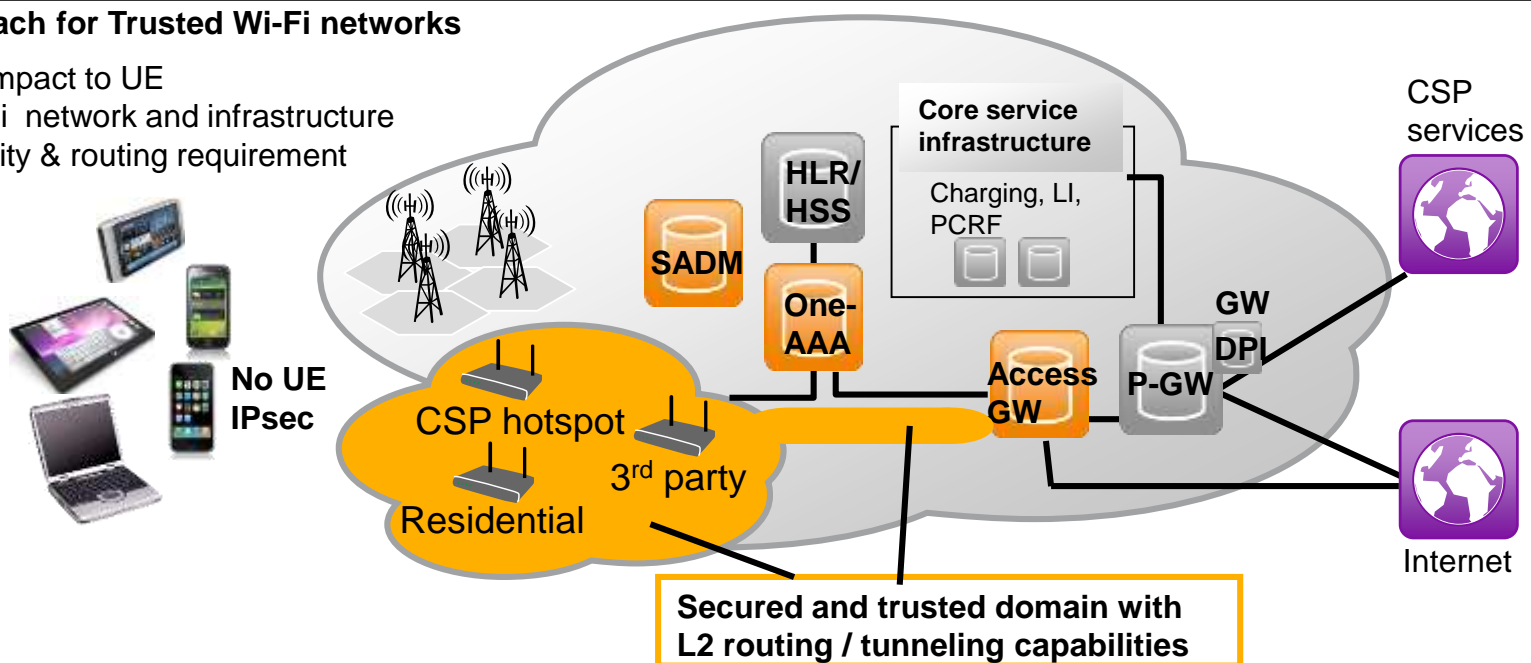 ach for Trusted Wi-Fi networks
mpact to UE
i network and infrastructure
ity & routing requirement
No UE
IPsec
CSP hotspot
3rd party
Residential
SADM
HLR/
HSS
One-
AAA
Core service
infrastructure
Charging, LI,
PCRF
Access
GW
P-GW
GW
DPI
CSP
services
Internet
Secured and trusted domain with
L2 routing / tunneling capabilities